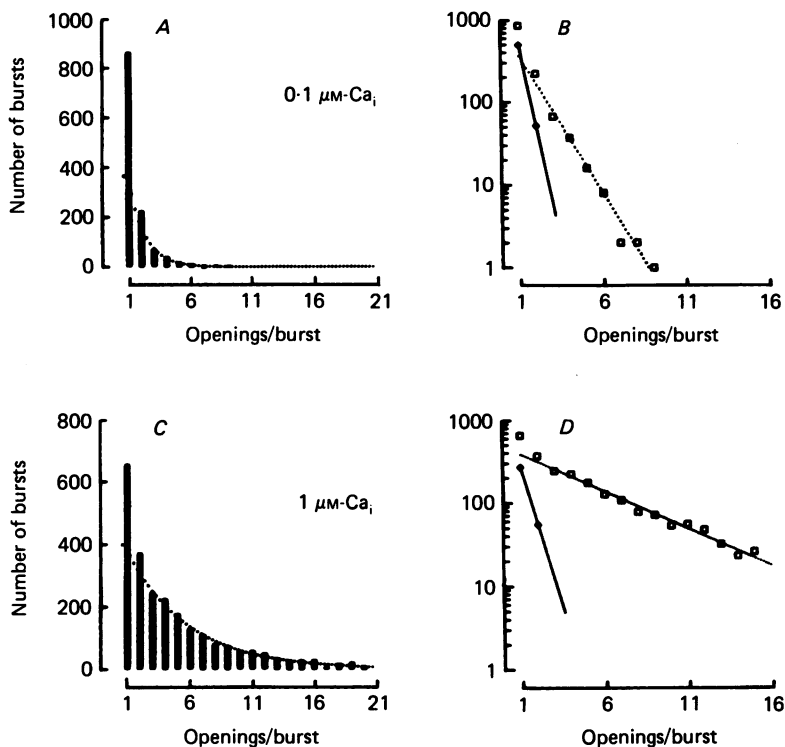 A
B
1000
800
600
400
200
0
Number of bursts
0·1 μM-Caᵢ
1 6 11 16 21
Openings/burst
1000
100
10
1
1 6 11 16
Openings/burst
C
D
800
600
400
200
0
Number of bursts
1 μM-Caᵢ
1 6 11 16 21
Openings/burst
1000
100
10
1
1 6 11 16
Openings/burst